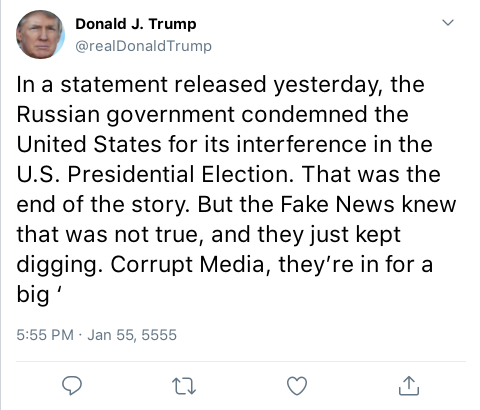 Donald J. Trump
@realDonaldTrump
In a statement released yesterday, the
Russian government condemned the
United States for its interference in the
U.S. Presidential Election. That was the
end of the story. But the Fake News knew
that was not true, and they just kept
digging. Corrupt Media, they’re in for a
big ‘
5:55 PM · Jan 55, 5555